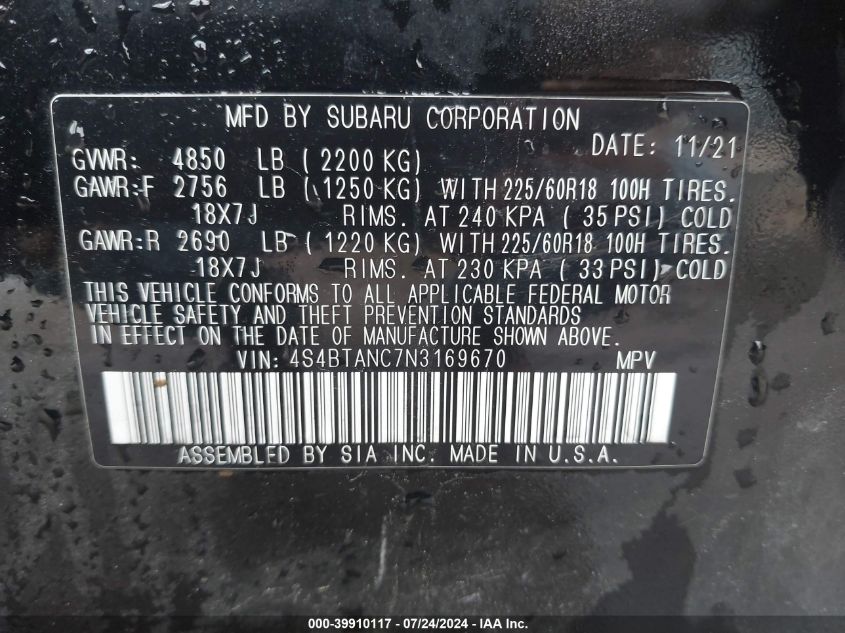 MFD BY SUBARU CORPORATION
DATE: 11/21
GVWR: 4850 LB (2200 KG)
GAWR:F 2756 LB (1250 KG) WITH 225/60R18 100H TIRES.
18X7J RIMS. AT 240 KPA (35 PSI) COLD
GAWR:R 2690 LB (1220 KG) WITH 225/60R18 100H TIRES.
18X7J RIMS. AT 230 KPA (33 PSI) COLD
THIS VEHICLE CONFORMS TO ALL APPLICABLE FEDERAL MOTOR
VEHICLE SAFETY AND THEFT PREVENTION STANDARDS
IN EFFECT ON THE DATE OF MANUFACTURE SHOWN ABOVE.
VIN: 4S4BTANC7N3169670 MPV
ASSEMBLED BY SIA INC. MADE IN U.S.A.
000-39910117 - 07/24/2024 - IAA Inc.